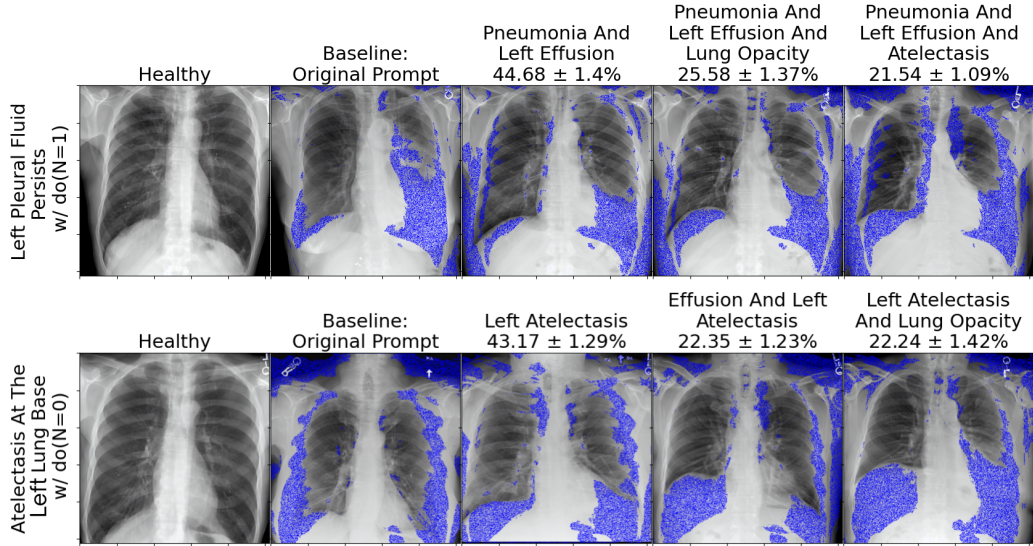 Healthy
Baseline:
Original Prompt
Pneumonia And
Left Effusion
44.68 ± 1.4%
Pneumonia And
Left Effusion And
Lung Opacity
25.58 ± 1.37%
Pneumonia And
Left Effusion And
Atelectasis
21.54 ± 1.09%
Left Pleural Fluid
Persists
w/ do(N=1)
Healthy
Baseline:
Original Prompt
Left Atelectasis
43.17 ± 1.29%
Effusion And Left
Atelectasis
22.35 ± 1.23%
Left Atelectasis
And Lung Opacity
22.24 ± 1.42%
Atelectasis At The
Left Lung Base
w/ do(N=0)